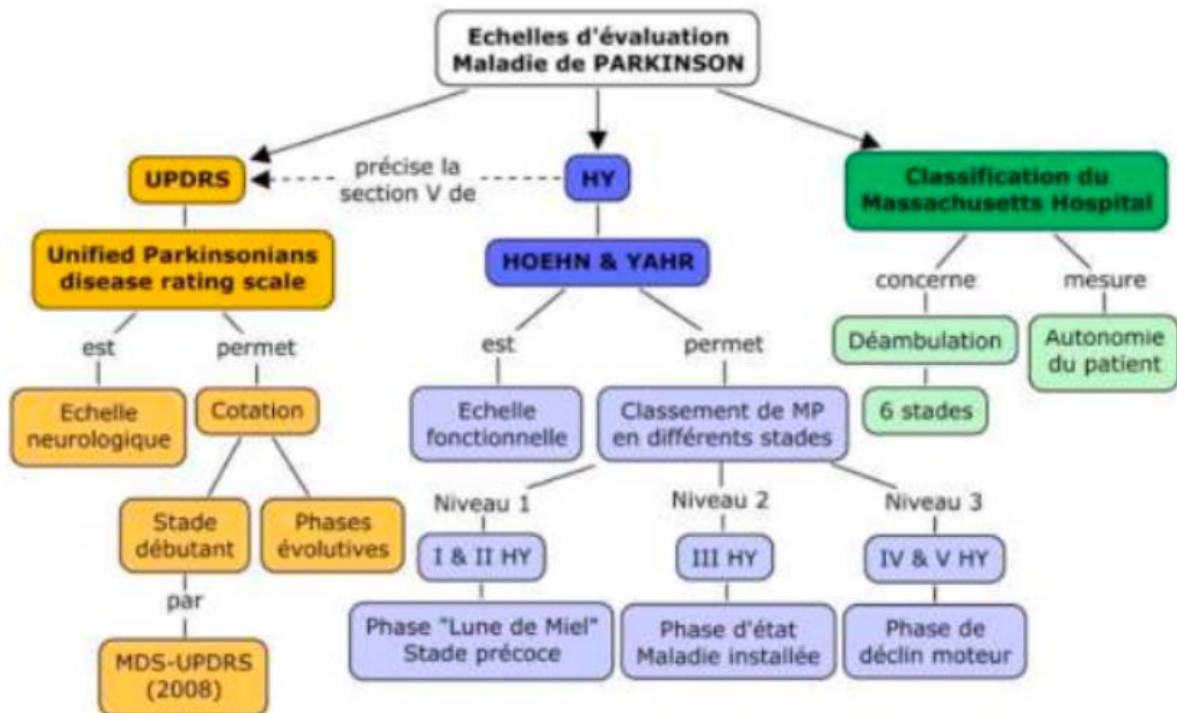 Echelles d'évaluation
Maladie de PARKINSON
UPDRS
précise la
section V de
HY
Classification du
Massachusetts Hospital
Unified Parkinsonians
disease rating scale
HOEHN & YAHR
concerne
mesure
est
permet
est
permet
Déambulation
Autonomie
du patient
Echelle
neurologique
Cotation
Echelle
fonctionnelle
Classement de MP
en différents stades
6 stades
Stade
débutant
Phases
évolutives
Niveau 1
Niveau 2
Niveau 3
I & II HY
III HY
IV & V HY
par
Phase "Lune de Miel"
Stade précoce
Phase d'état
Maladie installée
Phase de
déclin moteur
MDS-UPDRS
(2008)